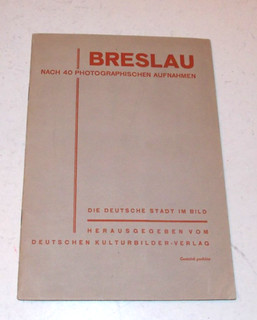 BRESLAU
NACH 40 PHOTOGRAPHISCHEN AUFNAHMEN
DIE DEUTSCHE STADT IM BILD
HERAUSGEGEBEN VOM
DEUTSCHEN KULTURBILDER-VERLAG